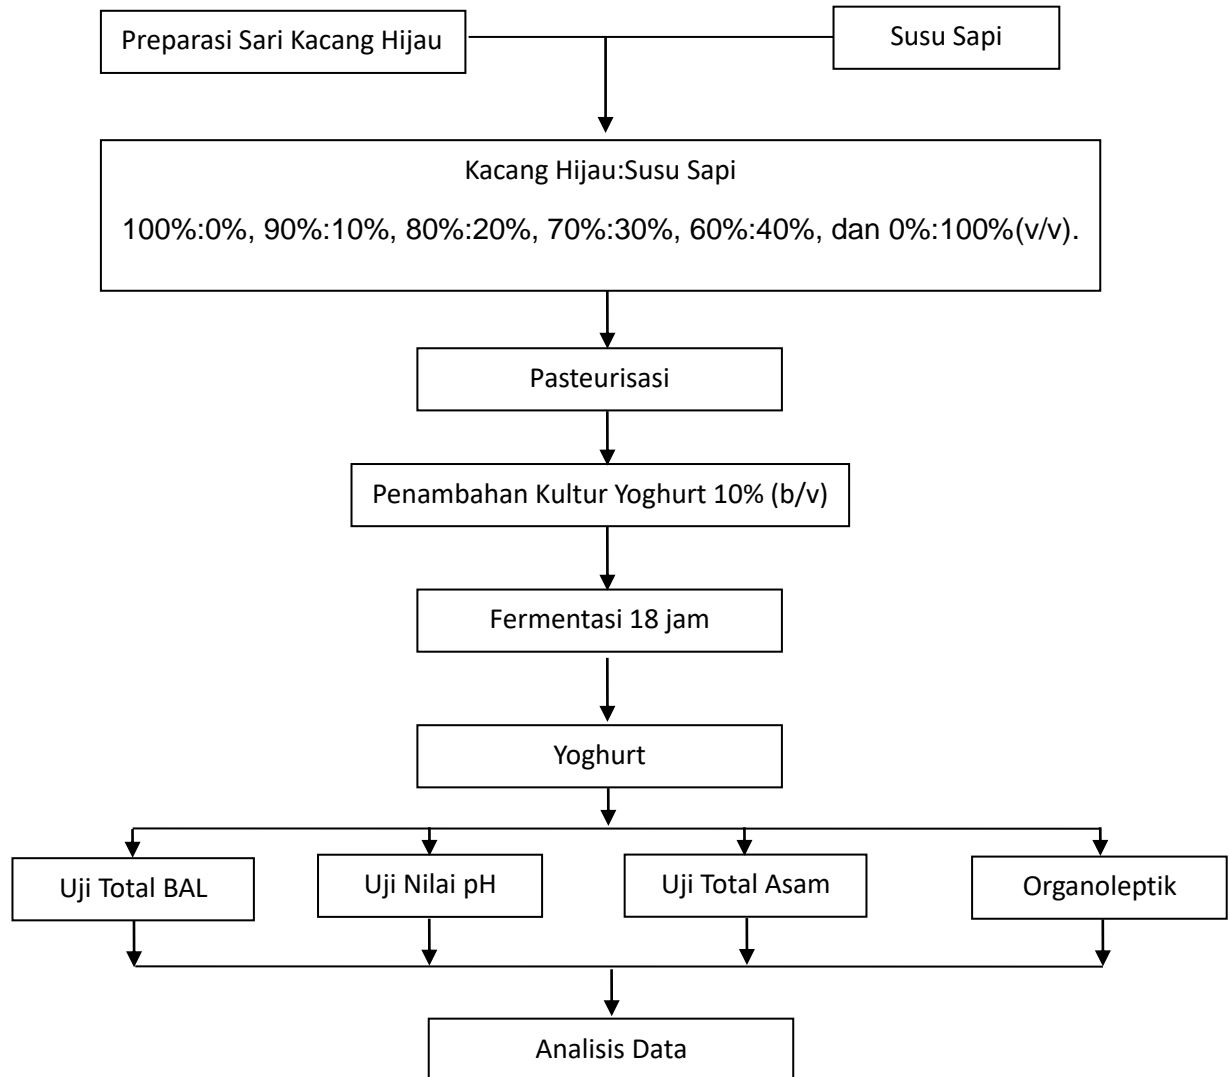 Preparasi Sari Kacang Hijau
Susu Sapi
Kacang Hijau:Susu Sapi
100%:0%, 90%:10%, 80%:20%, 70%:30%, 60%:40%, dan 0%:100%(v/v).
Pasteurisasi
Penambahan Kultur Yoghurt 10% (b/v)
Fermentasi 18 jam
Yoghurt
Uji Total BAL
Uji Nilai pH
Uji Total Asam
Organoleptik
Analisis Data